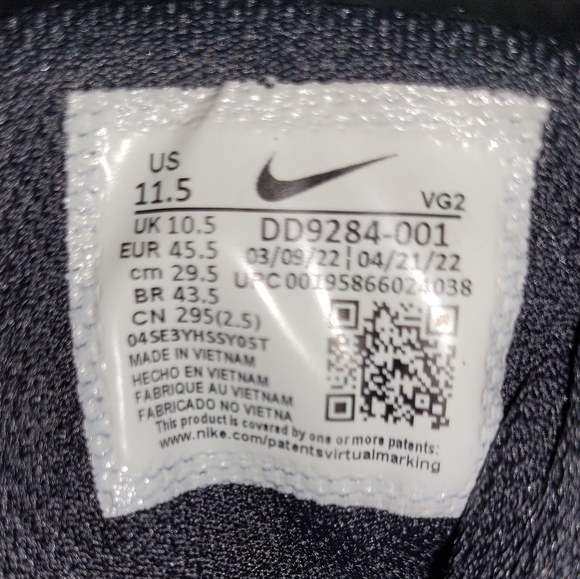 US
11.5
VG2
UK 10.5
DD9284-001
EUR 45.5
03/09/22 | 04/21/22
cm 29.5
UPC
BR 43.5
CN 295(2.5)
04SE3YHSSY05T
MADE IN VIETNAM
HECHO EN VIETNAM
FABRIQUE AU VIETNAM
FABRICADO NO VIETNA
This product is covered by one or more patents:
www.nike.com/patentsvirtualmarking